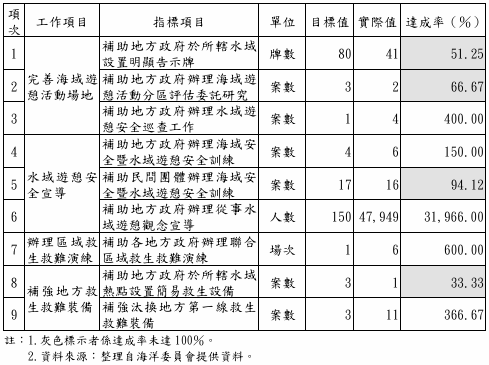 項次 工作項目 指標項目 單位 目標值 實際值 達成率（％）
1 完善海域遊憩活動場地 補助地方政府於所轄水域
設置明顯告示牌 牌數 80 41 51.25
2 補助地方政府辦理海域遊
憩活動分區評估委託研究 案數 3 2 66.67
3 補助地方政府辦理水域遊
憩安全巡查工作 案數 1 4 400.00
4 水域遊憩安全宣導 補助地方政府辦理海域安
全暨水域遊憩安全訓練 案數 4 6 150.00
5 補助民間團體辦理海域安
全暨水域遊憩安全訓練 案數 17 16 94.12
6 補助地方政府辦理從事水
域遊憩觀念宣導 人數 150 47,949 31,966.00
7 辦理區域救生救難演練 補助各地方政府辦理聯合
區域救生救難演練 場次 1 6 600.00
8 補強地方救生救難裝備 補助地方政府於所轄水域
熱點設置簡易救生設備 案數 3 1 33.33
9 補強汰換地方第一線救生
救難裝備 案數 3 11 366.67
註：1.灰色標示者係達成率未達100%。
2.資料來源：整理自海洋委員會提供資料。